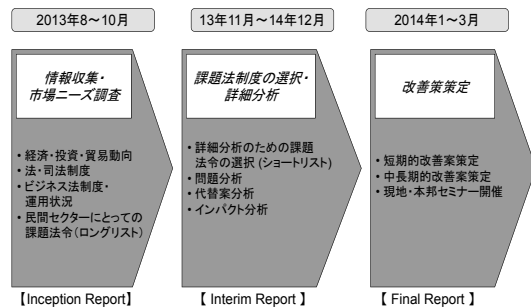 2013年8～10月
情報収集・
市場ニーズ調査
• 経済・投資・貿易動向
• 法・司法制度
• ビジネス法制度・
運用状況
• 民間セクターにとっての
課題法令（ロングリスト）
【Inception Report】
13年11月～14年12月
課題法制度の選択・
詳細分析
• 詳細分析のための課題
法令の選択 (ショートリスト)
• 問題分析
• 代替案分析
• インパクト分析
【 Interim Report 】
2014年1～3月
改善策策定
• 短期的改善案策定
• 中長期的改善案策定
• 現地・本邦セミナー開催
【 Final Report 】